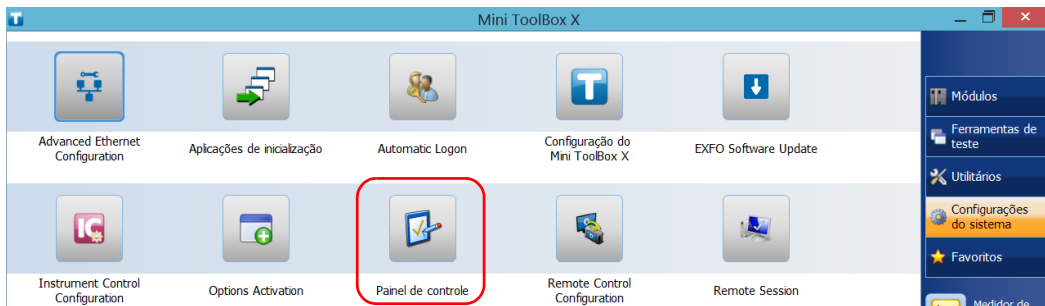 Mini ToolBox X
Advanced Ethernet
Configuration
Aplicações de inicialização
Automatic Logon
Configuração do
Mini ToolBox X
EXFO Software Update
Instrument Control
Configuration
Options Activation
Painel de controle
Remote Control
Configuration
Remote Session
Módulos
Ferramentas de
teste
Utilitários
Configurações
do sistema
Favoritos
Medidor de